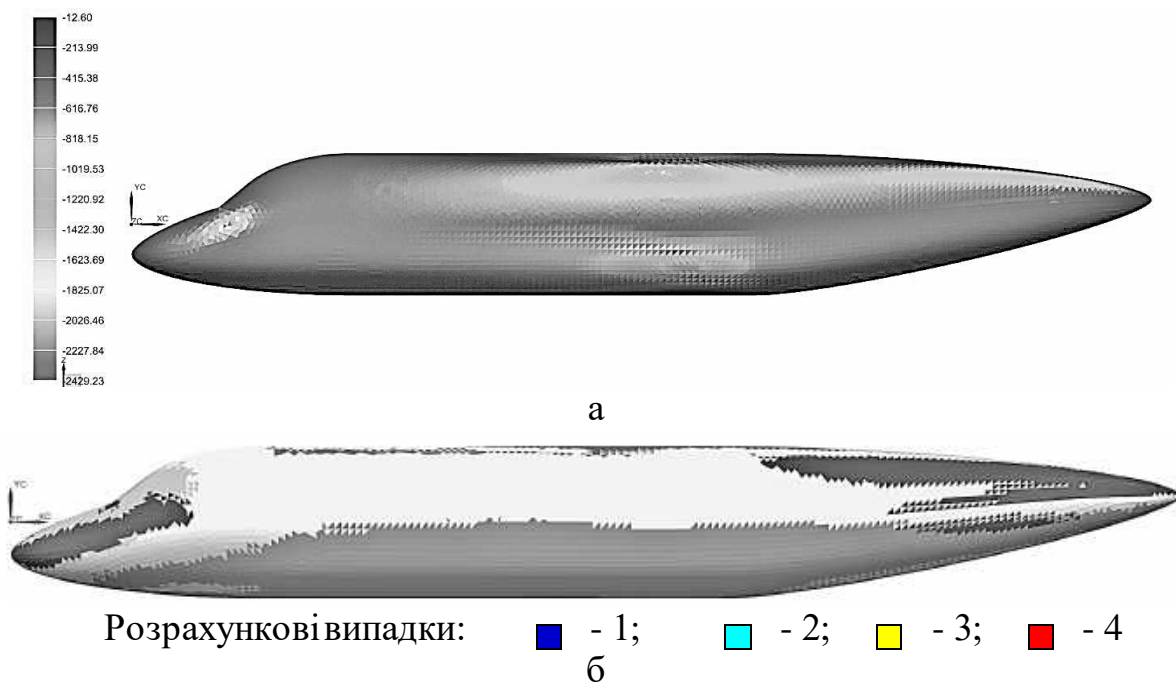 -12.60
-213.99
-415.38
-616.76
-818.15
-1019.53
-1220.92
-1422.30
-1623.69
-1825.07
-2026.46
-2227.84
2429.23
Z
YC
ZC XC
а
YC
Розрахункові випадки: - 1; - 2; - 3; - 4
б